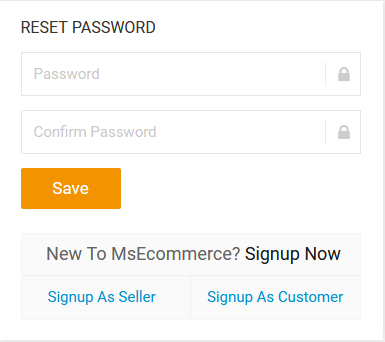 RESET PASSWORD
Password
Confirm Password
Save
New To MsEcommerce? Signup Now
Signup As Seller
Signup As Customer